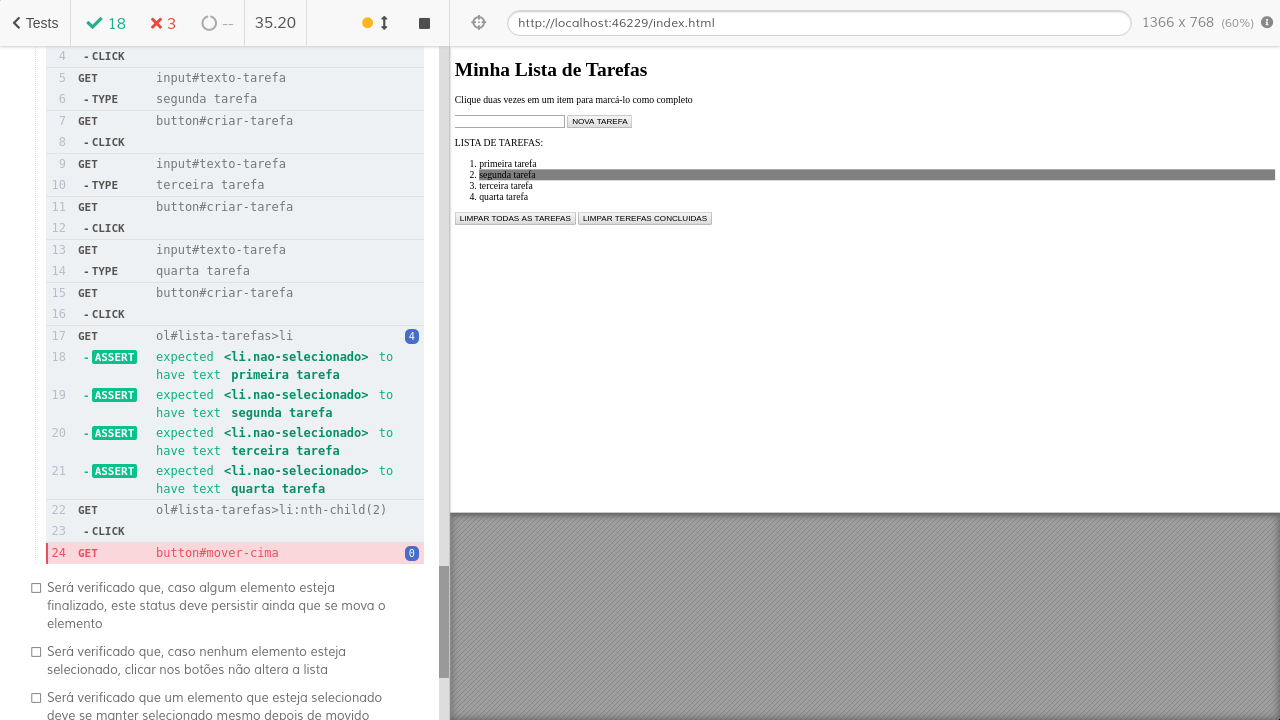 Tests 18 3 -- 35.20
4 - CLICK
5 GET input#texto-tarefa
6 - TYPE segunda tarefa
7 GET button#criar-tarefa
8 - CLICK
9 GET input#texto-tarefa
10 - TYPE terceira tarefa
11 GET button#criar-tarefa
12 - CLICK
13 GET input#texto-tarefa
14 - TYPE quarta tarefa
15 GET button#criar-tarefa
16 - CLICK
17 GET ol#lista-tarefas>li 4
18 - ASSERT expected <li.nao-selecionado> to
have text primeira tarefa
19 - ASSERT expected <li.nao-selecionado> to
have text segunda tarefa
20 - ASSERT expected <li.nao-selecionado> to
have text terceira tarefa
21 - ASSERT expected <li.nao-selecionado> to
have text quarta tarefa
22 GET ol#lista-tarefas>li:nth-child(2)
23 - CLICK
24 GET button#mover-cima 0
Será verificado que, caso algum elemento esteja
finalizado, este status deve persistir ainda que se mova o
elemento
Será verificado que, caso nenhum elemento esteja
selecionado, clicar nos botões não altera a lista
Será verificado que um elemento que esteja selecionado
deve se manter selecionado mesmo depois de movido
http://localhost:46229/index.html 1366 x 768 (60%)
Minha Lista de Tarefas
Clique duas vezes em um item para marcá-lo como completo
NOVA TAREFA
LISTA DE TAREFAS:
1. primeira tarefa
2. segunda tarefa
3. terceira tarefa
4. quarta tarefa
LIMPAR TODAS AS TAREFAS LIMPAR TEREFAS CONCLUIDAS